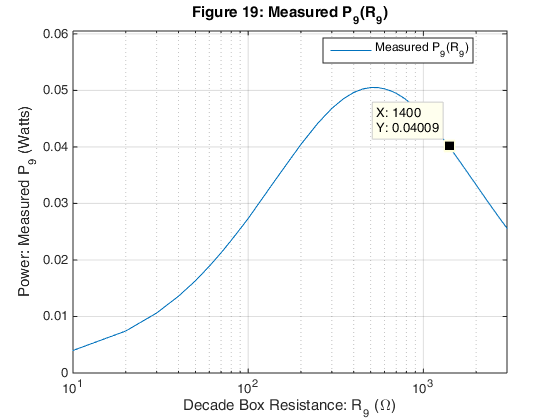 Figure 19: Measured P9(R9)
Measured P9(R9)
0.06
0.05
0.04
0.03
0.02
0.01
0
Power: Measured P9 (Watts)
X: 1400
Y: 0.04009
10^1
10^2
10^3
Decade Box Resistance: R9 (Ω)